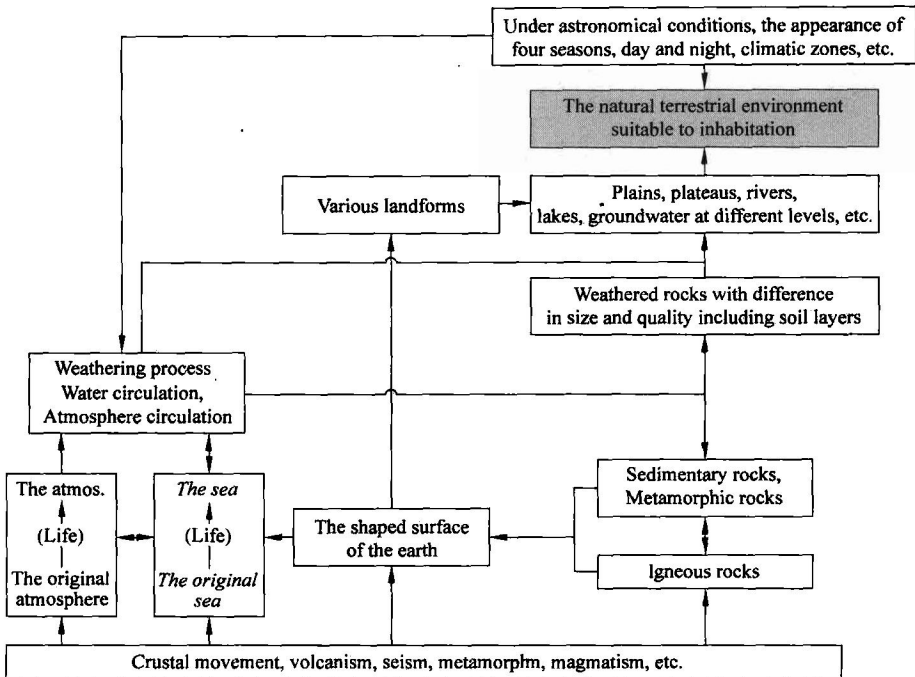 Under astronomical conditions, the appearance of
four seasons, day and night, climatic zones, etc.
The natural terrestrial environment
suitable to inhabitation
Various landforms
Plains, plateaus, rivers,
lakes, groundwater at different levels, etc.
Weathered rocks with difference
in size and quality including soil layers
Weathering process
Water circulation,
Atmosphere circulation
The atmos.
(Life)
The original
atmosphere
The sea
(Life)
The original
sea
The shaped surface
of the earth
Sedimentary rocks,
Metamorphic rocks
Igneous rocks
Crustal movement, volcanism, seism, metamorphm, magmatism, etc.